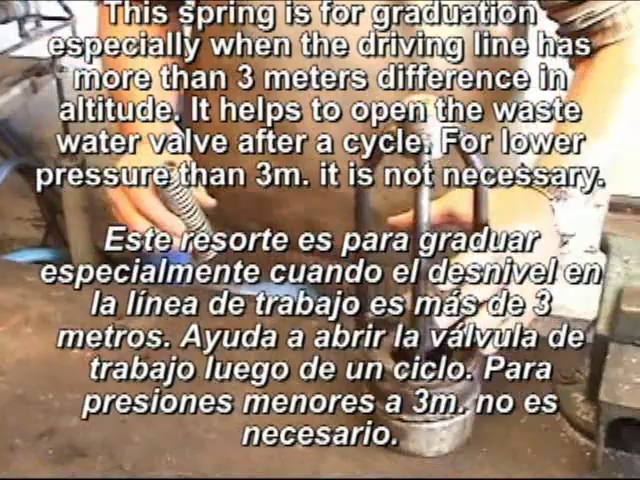 This spring is for graduation
especially when the driving line has
more than 3 meters difference in
altitude. It helps to open the waste
water valve after a cycle. For lower
pressure than 3m. it is not necessary.
Este resorte es para graduar
especialmente cuando el desnivel en
la línea de trabajo es más de 3
metros. Ayuda a abrir la válvula de
trabajo luego de un ciclo. Para
presiones menores a 3m. no es
necesario.